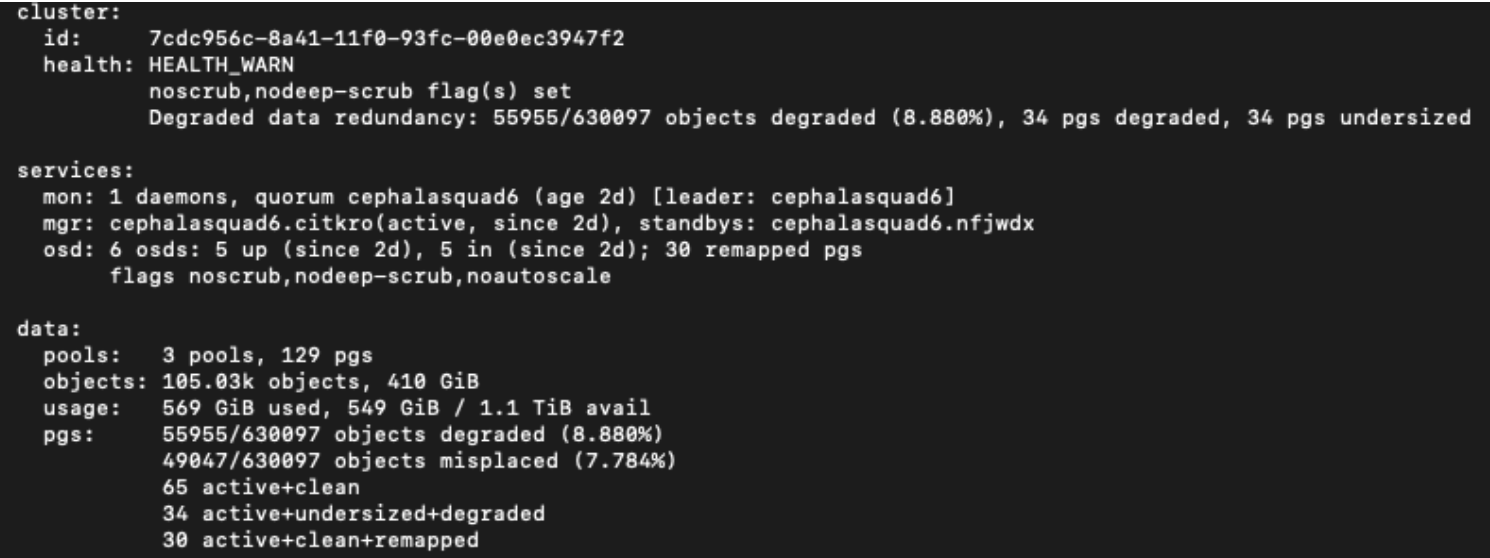 cluster:
id: 7cdc956c-8a41-11f0-93fc-00e0ec3947f2
health: HEALTH_WARN
noscrub,nodeep-scrub flag(s) set
Degraded data redundancy: 55955/630097 objects degraded (8.880%), 34 pgs degraded, 34 pgs undersized
services:
mon: 1 daemons, quorum cephalasquad6 (age 2d) [leader: cephalasquad6]
mgr: cephalasquad6.citkro(active, since 2d), standbys: cephalasquad6.nfjwdx
osd: 6 osds: 5 up (since 2d), 5 in (since 2d); 30 remapped pgs
flags noscrub,nodeep-scrub,noautoscale
data:
pools: 3 pools, 129 pgs
objects: 105.03k objects, 410 GiB
usage: 569 GiB used, 549 GiB / 1.1 TiB avail
pgs: 55955/630097 objects degraded (8.880%)
49047/630097 objects misplaced (7.784%)
65 active+clean
34 active+undersized+degraded
30 active+clean+remapped